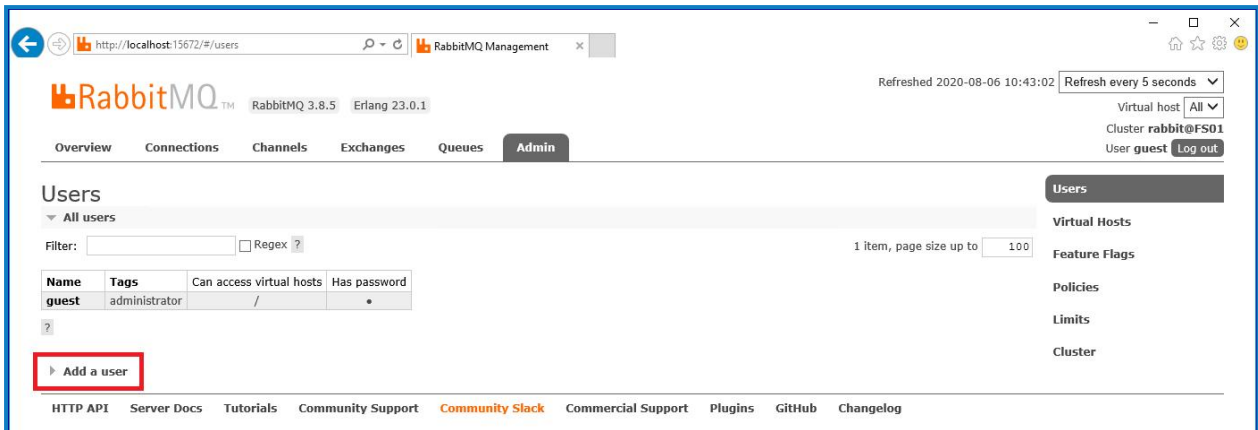 http://localhost:15672/#/users
RabbitMQ Management
RabbitMQ TM RabbitMQ 3.8.5 Erlang 23.0.1
Refreshed 2020-08-06 10:43:02 Refresh every 5 seconds
Virtual host All
Cluster rabbit@FS01
User guest Log out
Overview Connections Channels Exchanges Queues Admin
Users
All users
Filter: Regex ?
1 item, page size up to 100
Name Tags Can access virtual hosts Has password
guest administrator / •
?
Add a user
Users
Virtual Hosts
Feature Flags
Policies
Limits
Cluster
HTTP API Server Docs Tutorials Community Support Community Slack Commercial Support Plugins GitHub Changelog